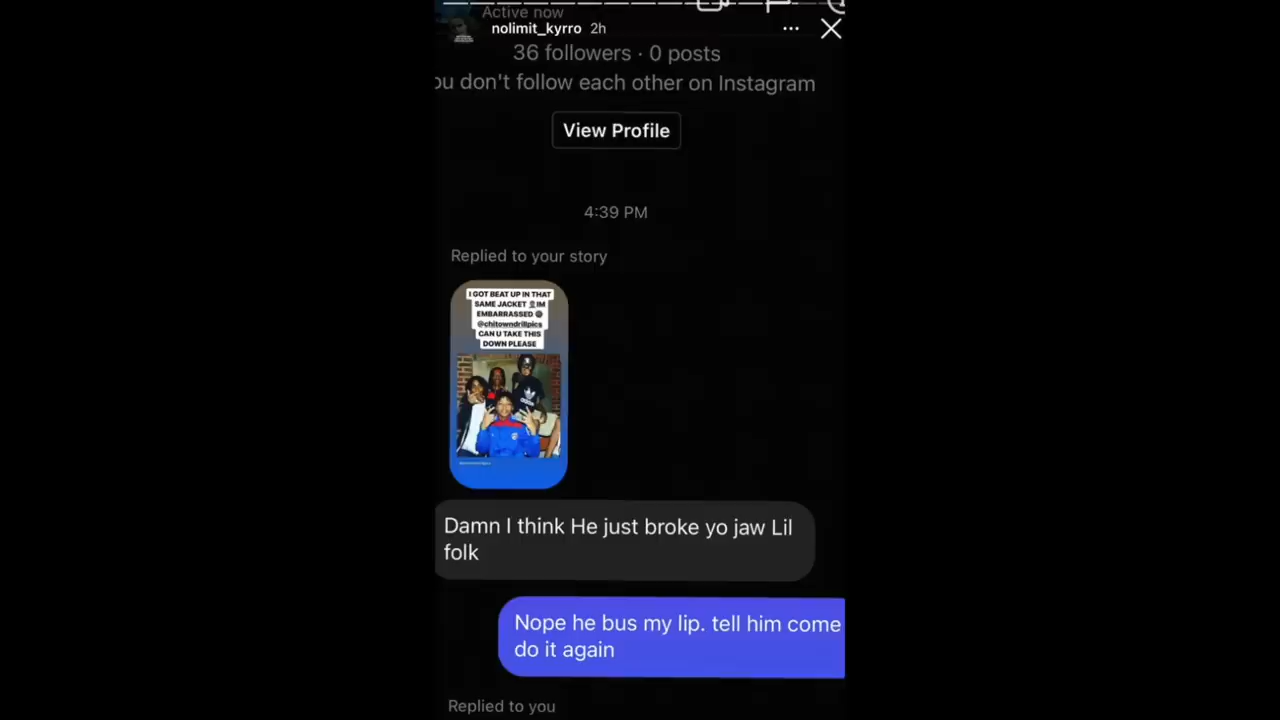 Active now
nolimit_kyrro 2h
36 followers · 0 posts
ou don't follow each other on Instagram
View Profile
4:39 PM
Replied to your story
I GOT BEAT UP IN THAT
SAME JACKET IM
EMBARRASSED
@chitowndrillpics
CAN U TAKE THIS
DOWN PLEASE
Damn I think He just broke yo jaw Lil
folk
Nope he bus my lip. tell him come
do it again
Replied to you